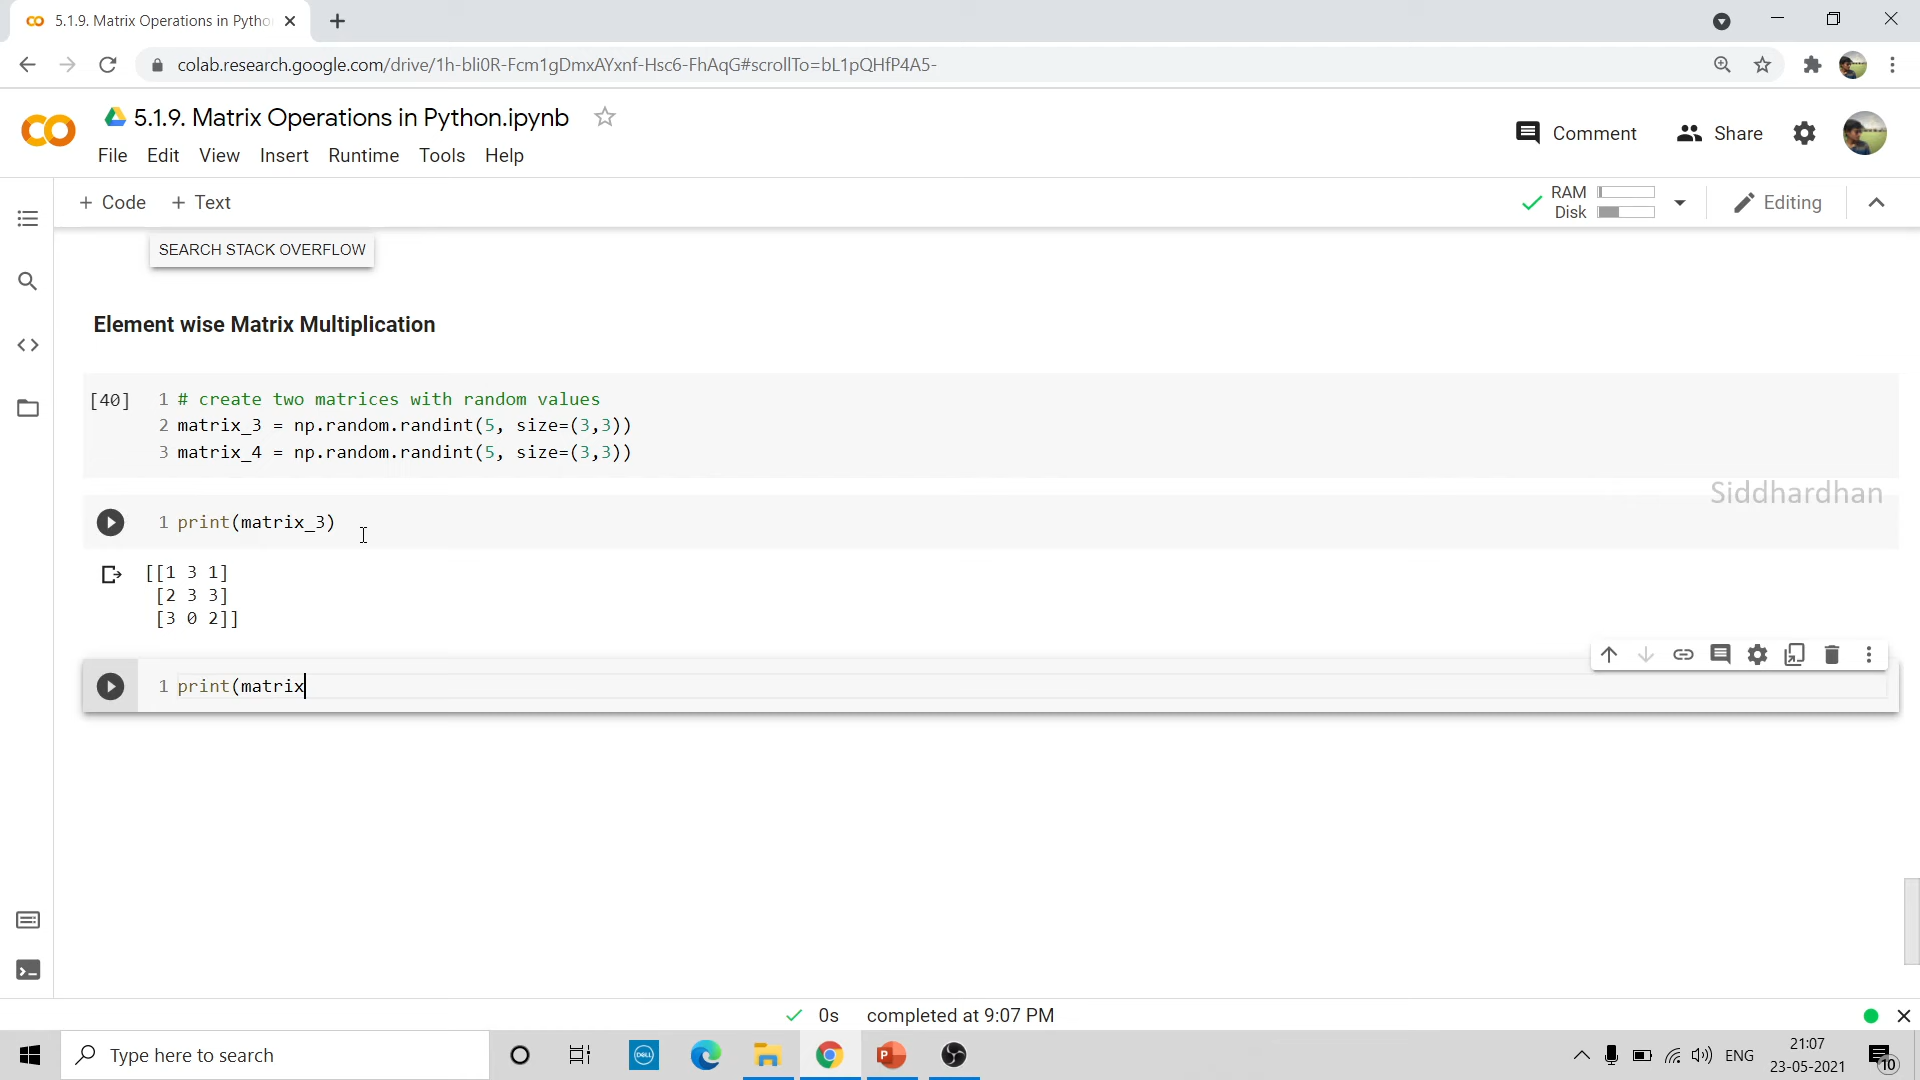 5.1.9. Matrix Operations in Pytho
colab.research.google.com/drive/1h-bli0R-Fcm1gDmxAYxnf-Hsc6-FhAqG#scrollTo=bL1pQHfP4A5-
5.1.9. Matrix Operations in Python.ipynb
Comment
Share
File Edit View Insert Runtime Tools Help
+ Code + Text
RAM
Disk
Editing
SEARCH STACK OVERFLOW
Element wise Matrix Multiplication
[40]
1 # create two matrices with random values
2 matrix_3 = np.random.randint(5, size=(3,3))
3 matrix_4 = np.random.randint(5, size=(3,3))
Siddhardhan
1 print(matrix_3)
[[1 3 1]
[2 3 3]
[3 0 2]]
1 print(matrix
0s completed at 9:07 PM
Type here to search
DELL
P
ENG
21:07
23-05-2021
10